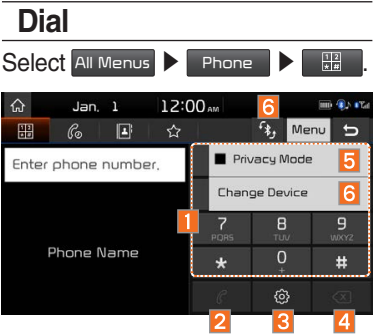 Dial
Select All Menus ▶ Phone ▶ 12*# .
6
Jan. 1 12:00 AM
Menu
Enter phone number.
Privacy Mode 5
Change Device 6
1
7 PQRS 8 TUV 9 WXYZ
Phone Name
* 0 + #
2 3 4